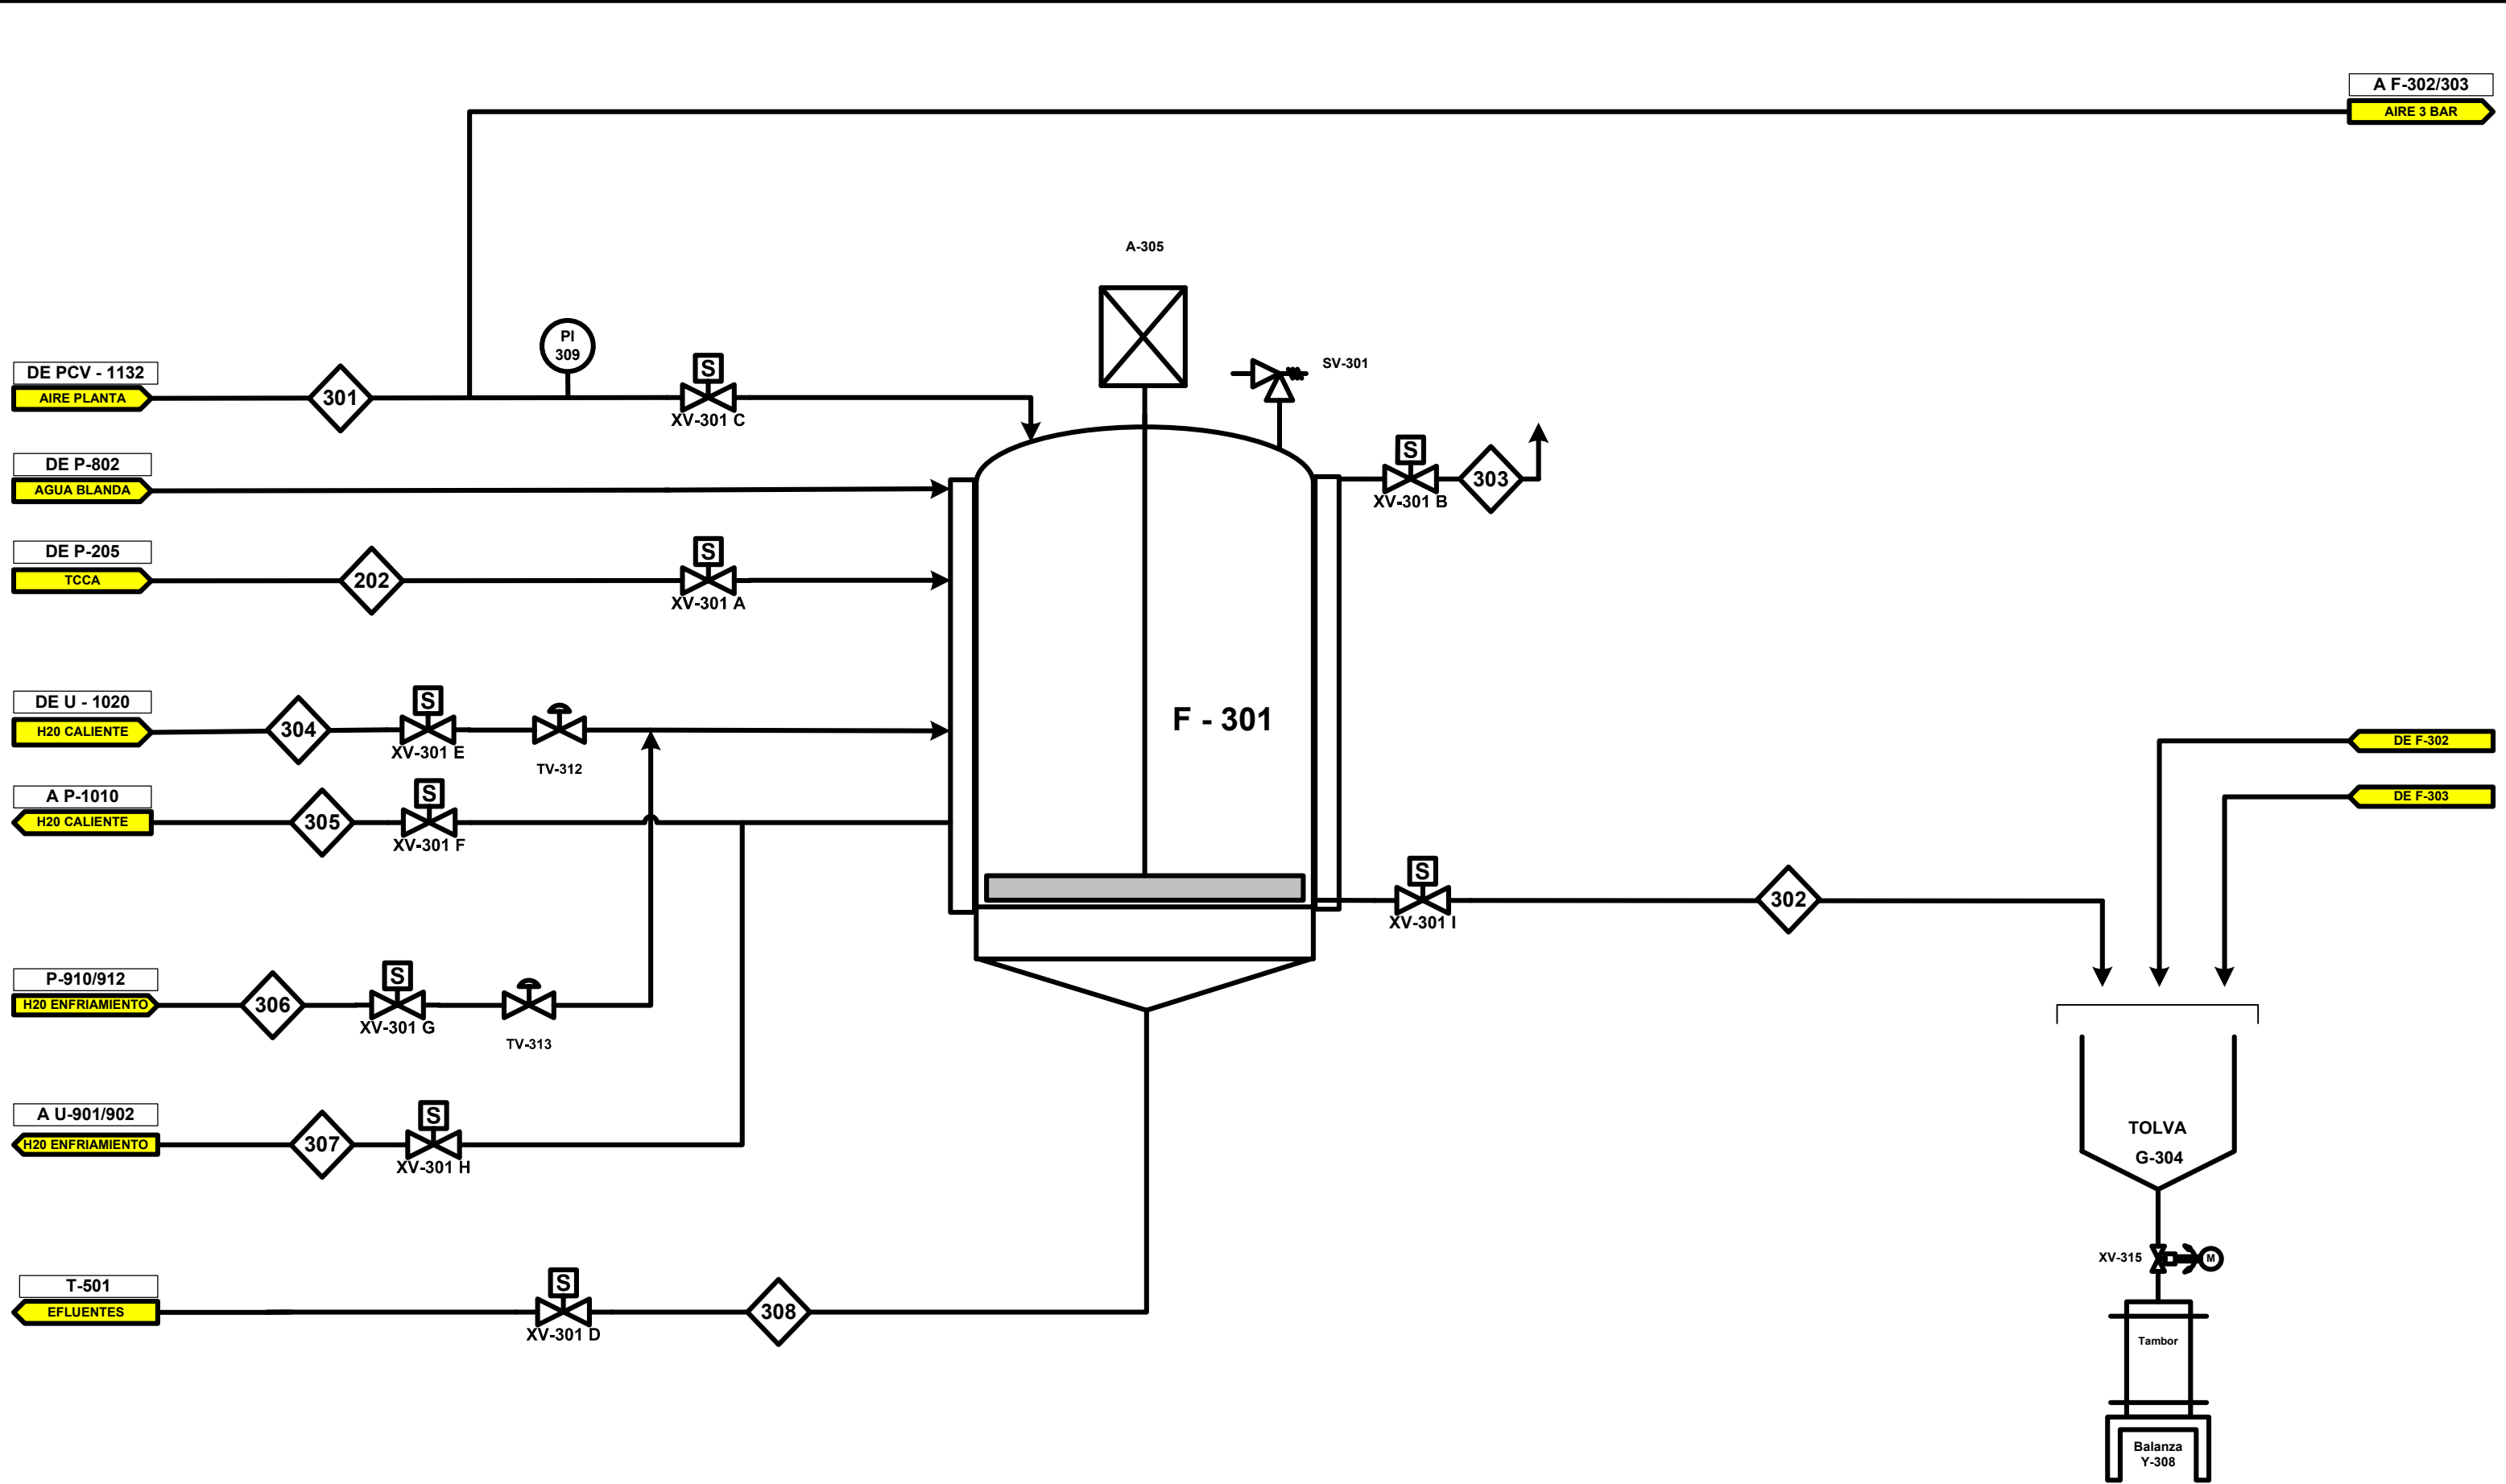 A F-302/303
AIRE 3 BAR
A-305
PI
309
S
SV-301
DE PCV - 1132
AIRE PLANTA
301
XV-301 C
S
DE P-802
AGUA BLANDA
303
XV-301 B
DE P-205
S
TCCA
202
XV-301 A
DE U - 1020
S
H20 CALIENTE
304
XV-301 E
TV-312
F - 301
DE F-302
A P-1010
S
H20 CALIENTE
305
XV-301 F
DE F-303
S
XV-301 I
302
P-910/912
S
H20 ENFRIAMIENTO
306
XV-301 G
TV-313
A U-901/902
S
H20 ENFRIAMIENTO
307
XV-301 H
TOLVA
G-304
XV-315
M
T-501
S
EFLUENTES
XV-301 D
308
Tambor
Balanza
Y-308